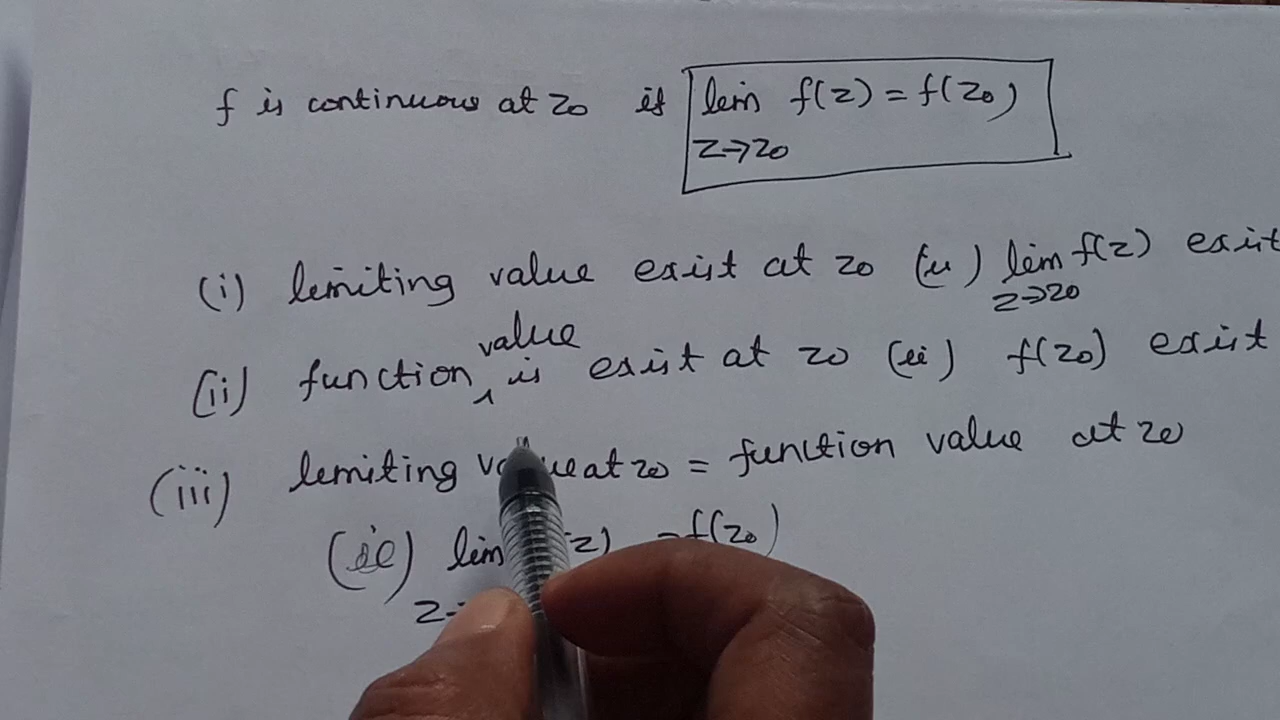 f is continuous at z0 if lim f(z) = f(z0)
z→z0
(i) limiting value exist at z0 (ie) lim f(z) exist
z→z0
value
(ii) function is exist at z0 (ie) f(z0) exist
(iii) limiting at z0 = function value at z0
(ie) lim z) = f(z0)